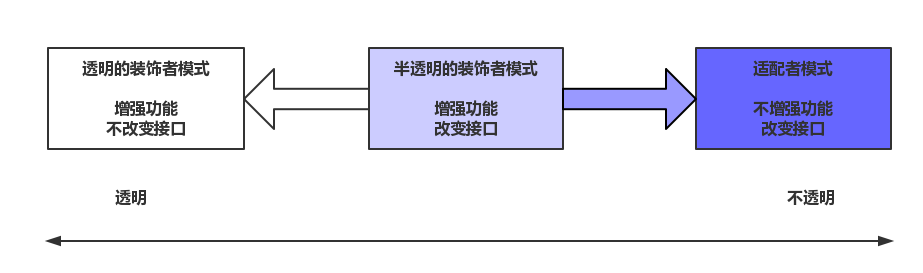 透明的装饰者模式
增强功能
不改变接口
半透明的装饰者模式
增强功能
改变接口
适配者模式
不增强功能
改变接口
透明
不透明